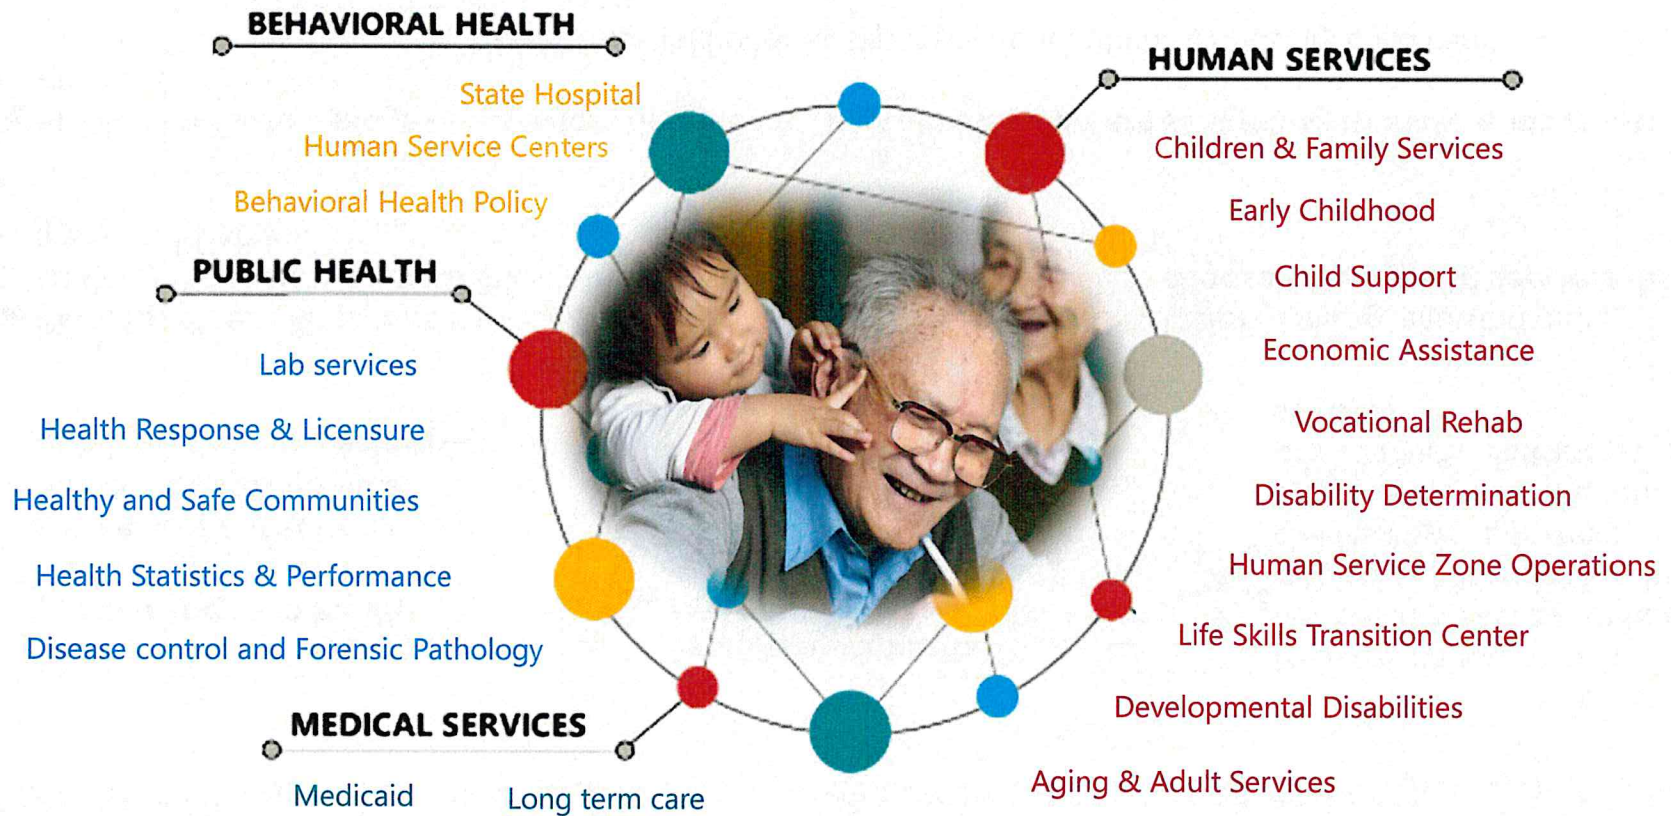 BEHAVIORAL HEALTH
State Hospital
Human Service Centers
Behavioral Health Policy
PUBLIC HEALTH
Lab services
Health Response & Licensure
Healthy and Safe Communities
Health Statistics & Performance
Disease control and Forensic Pathology
MEDICAL SERVICES
Medicaid
Long term care
HUMAN SERVICES
Children & Family Services
Early Childhood
Child Support
Economic Assistance
Vocational Rehab
Disability Determination
Human Service Zone Operations
Life Skills Transition Center
Developmental Disabilities
Aging & Adult Services